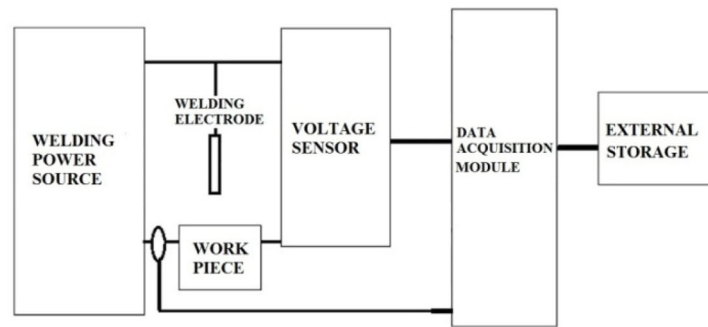 WELDING
POWER
SOURCE
WELDING
ELECTRODE
WORK
PIECE
VOLTAGE
SENSOR
DATA
ACQUISITION
MODULE
EXTERNAL
STORAGE